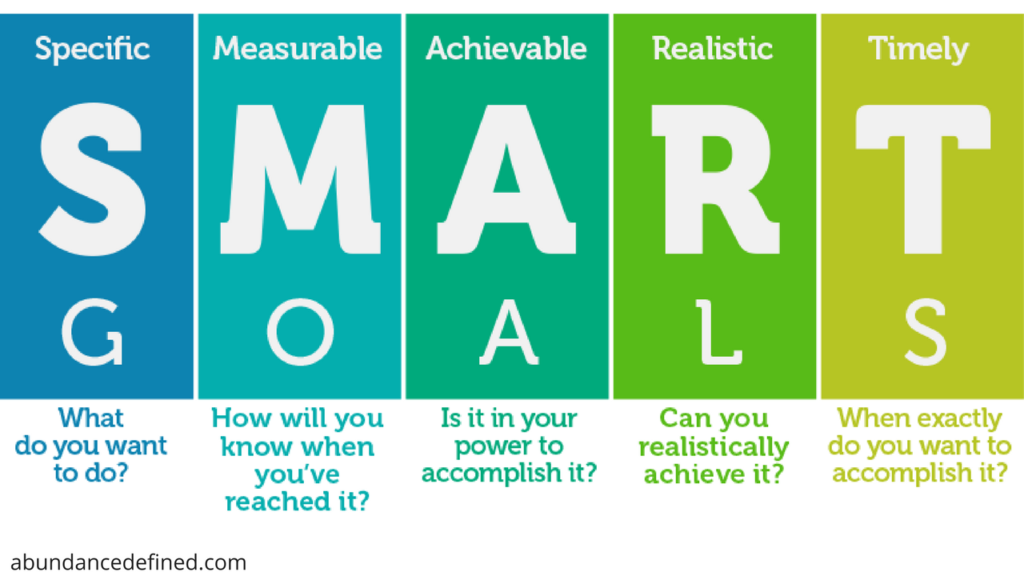 Specific
Measurable
Achievable
Realistic
Timely
S M A R T
G O A L S
What
do you want
to do?
How will you
know when
you've
reached it?
Is it in your
power to
accomplish it?
Can you
realistically
achieve it?
When exactly
do you want to
accomplish it?
abundancedefined.com